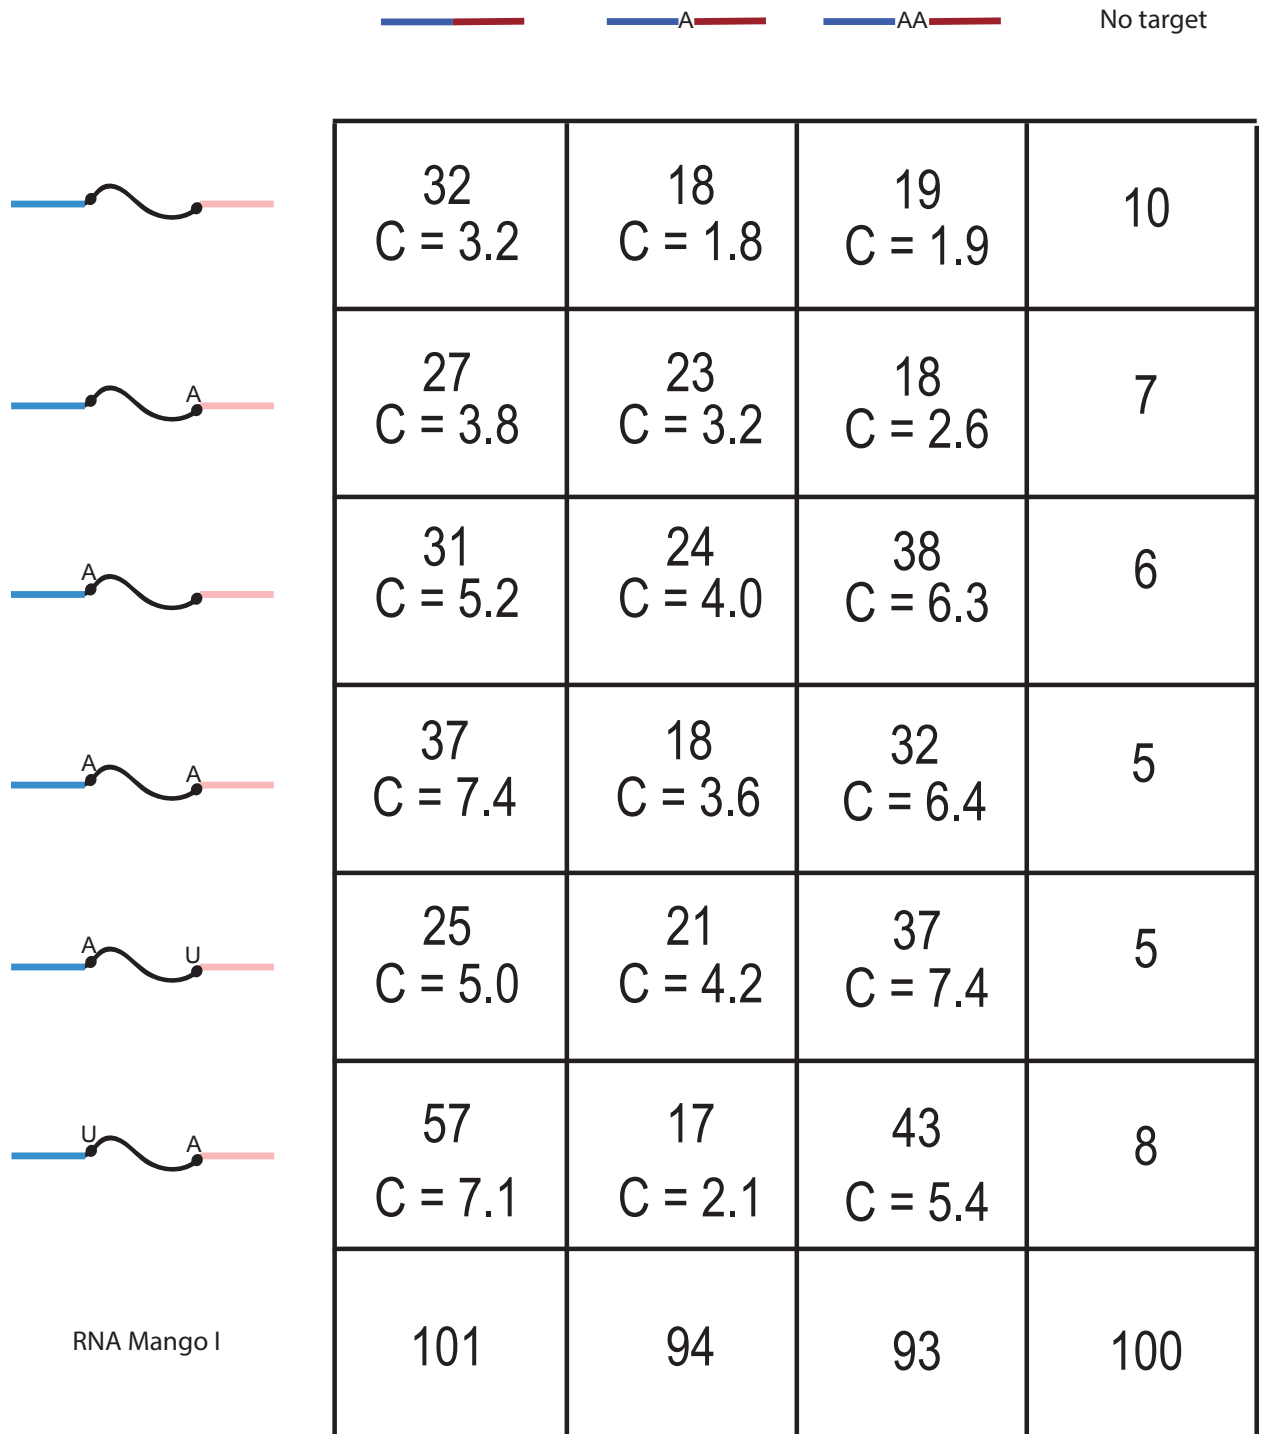 A AA No target
32 18 19 10
C = 3.2 C = 1.8 C = 1.9
A 27 23 18 7
C = 3.8 C = 3.2 C = 2.6
A 31 24 38 6
C = 5.2 C = 4.0 C = 6.3
A A 37 18 32 5
C = 7.4 C = 3.6 C = 6.4
A U 25 21 37 5
C = 5.0 C = 4.2 C = 7.4
U A 57 17 43 8
C = 7.1 C = 2.1 C = 5.4
RNA Mango I 101 94 93 100